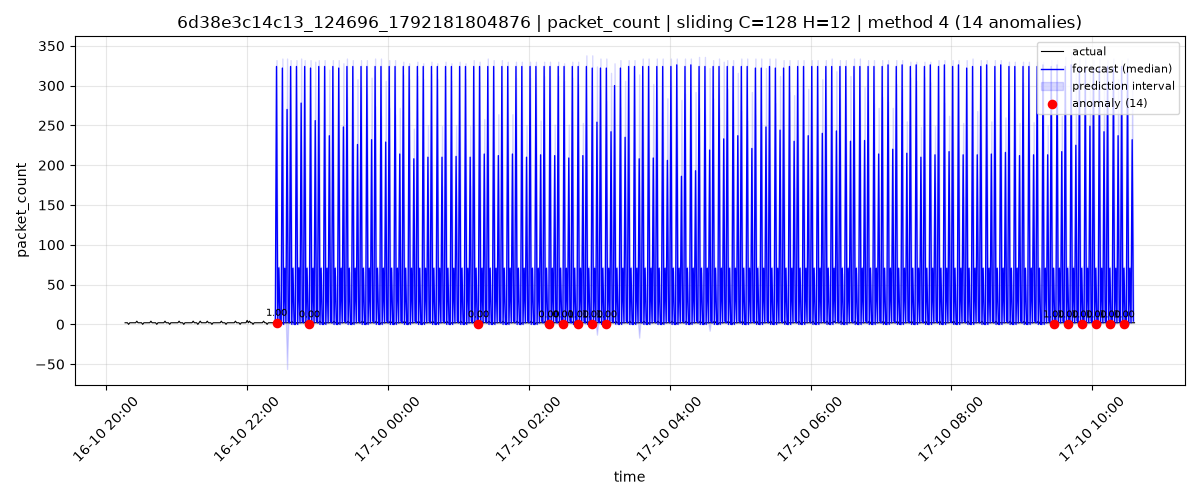 6d38e3c14c13_124696_1792181804876 | packet_count | sliding C=128 H=12 | method 4 (14 anomalies)
packet_count
350
300
250
200
150
100
50
0
−50
actual
forecast (median)
prediction interval
anomaly (14)
1.00
0.00
0.00
16-10 20:00
16-10 22:00
17-10 00:00
17-10 02:00
17-10 04:00
17-10 06:00
17-10 08:00
17-10 10:00
time